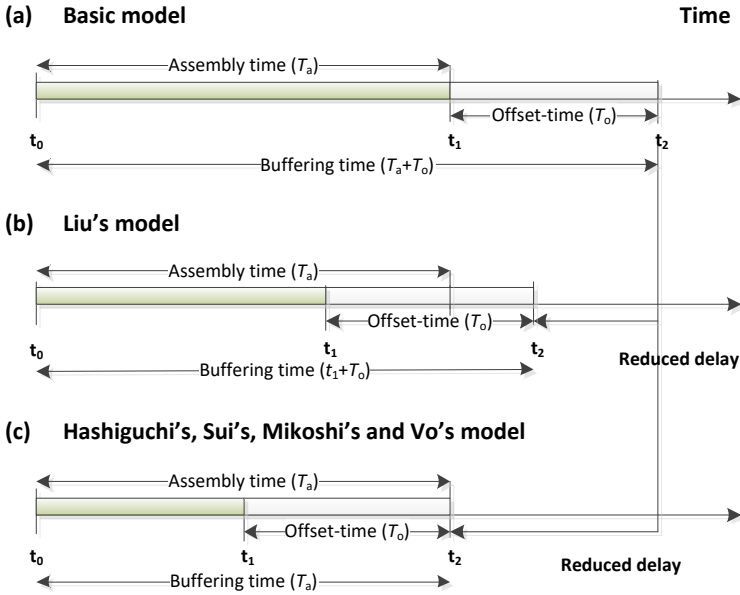 (a) Basic model Time
Assembly time (Ta)
Offset-time (To)
t0 t1 t2
Buffering time (Ta+To)
(b) Liu's model
Assembly time (Ta)
Offset-time (To)
t0 t1 t2
Reduced delay
Buffering time (t1+To)
(c) Hashiguchi's, Sui's, Mikoshi's and Vo's model
Assembly time (Ta)
Offset-time (To)
t0 t1 t2
Reduced delay
Buffering time (Ta)